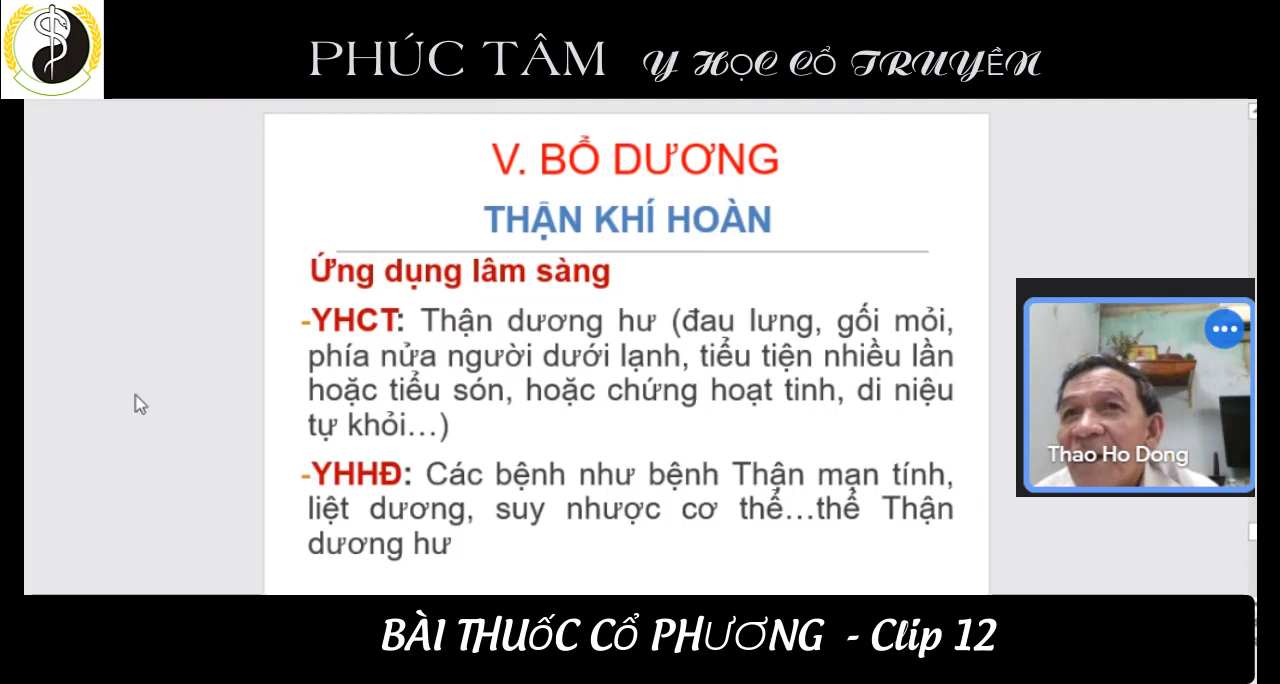 PHÚC TÂM Y HỌC CỔ TRUYỀN
V. BỔ DƯƠNG
THẬN KHÍ HOÀN
Ứng dụng lâm sàng
-YHCT: Thận dương hư (đau lưng, gối mỏi,
phía nửa người dưới lạnh, tiểu tiện nhiều lần
hoặc tiểu són, hoặc chứng hoạt tinh, di niệu
tự khỏi...)
-YHHĐ: Các bệnh như bệnh Thận mạn tính,
liệt dương, suy nhược cơ thể...thể Thận
dương hư
Thao Ho Dong
BÀI THUỐC CỔ PHƯƠNG - Clip 12